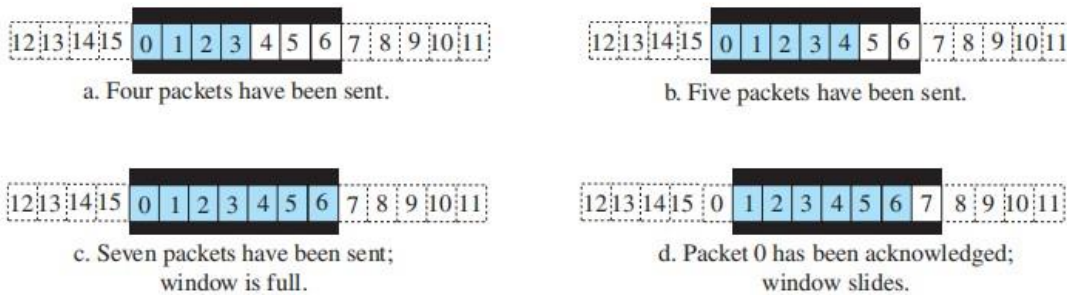 12 13 14 15 0 1 2 3 4 5 6 7 8 9 10 11
a. Four packets have been sent.
12 13 14 15 0 1 2 3 4 5 6 7 8 9 10 11
b. Five packets have been sent.
12 13 14 15 0 1 2 3 4 5 6 7 8 9 10 11
c. Seven packets have been sent;
window is full.
12 13 14 15 0 1 2 3 4 5 6 7 8 9 10 11
d. Packet 0 has been acknowledged;
window slides.